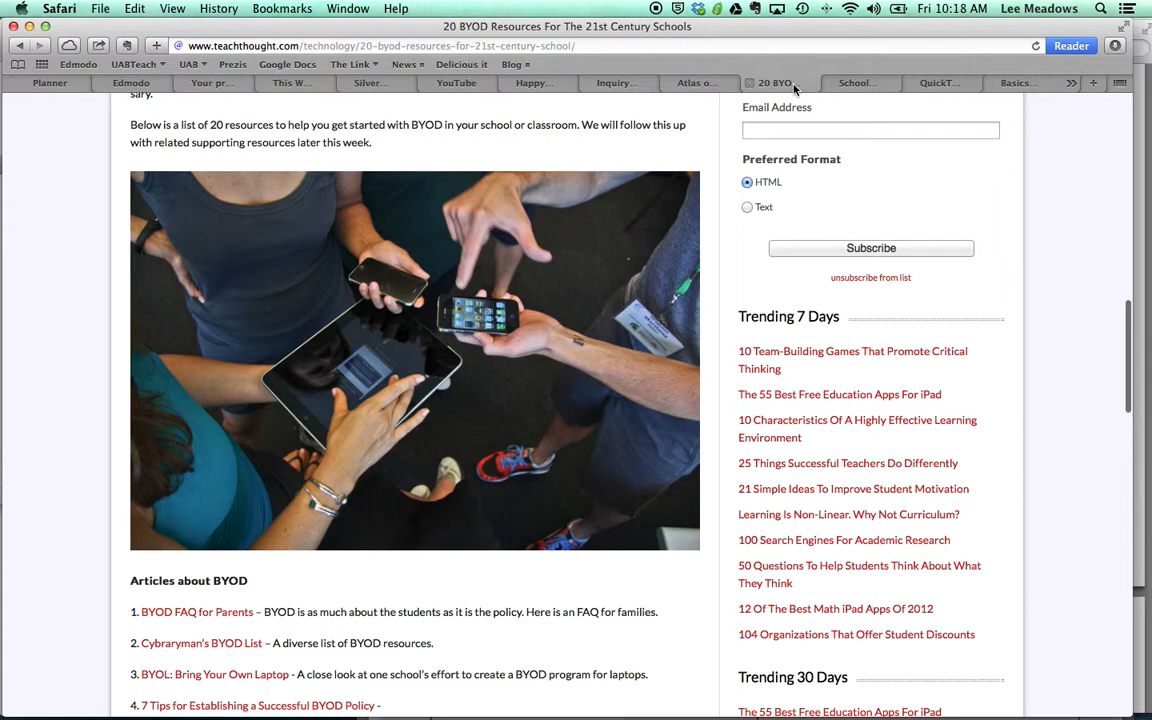 Safari File Edit View History Bookmarks Window Help Fri 10:18 AM Lee Meadows
20 BYOD Resources For The 21st Century Schools
www.teachthought.com/technology/20-byod-resources-for-21st-century-school/ Reader
Edmodo UABTeach UAB Prezis Google Docs The Link News Delicious it Blog
Planner Edmodo Your pr... This W... Silver... YouTube Happy... Inquiry... Atlas o... 20 BYO... School... QuickT... Basics...
sary.
Below is a list of 20 resources to help you get started with BYOD in your school or classroom. We will follow this up
with related supporting resources later this week.
Articles about BYOD
1. BYOD FAQ for Parents – BYOD is as much about the students as it is the policy. Here is an FAQ for families.
2. Cybraryman's BYOD List – A diverse list of BYOD resources.
3. BYOL: Bring Your Own Laptop - A close look at one school's effort to create a BYOD program for laptops.
4. 7 Tips for Establishing a Successful BYOD Policy -
Email Address
Preferred Format
HTML
Text
Subscribe
unsubscribe from list
Trending 7 Days
10 Team-Building Games That Promote Critical
Thinking
The 55 Best Free Education Apps For iPad
10 Characteristics Of A Highly Effective Learning
Environment
25 Things Successful Teachers Do Differently
21 Simple Ideas To Improve Student Motivation
Learning Is Non-Linear. Why Not Curriculum?
100 Search Engines For Academic Research
50 Questions To Help Students Think About What
They Think
12 Of The Best Math iPad Apps Of 2012
104 Organizations That Offer Student Discounts
Trending 30 Days
The 55 Best Free Education Apps For iPad